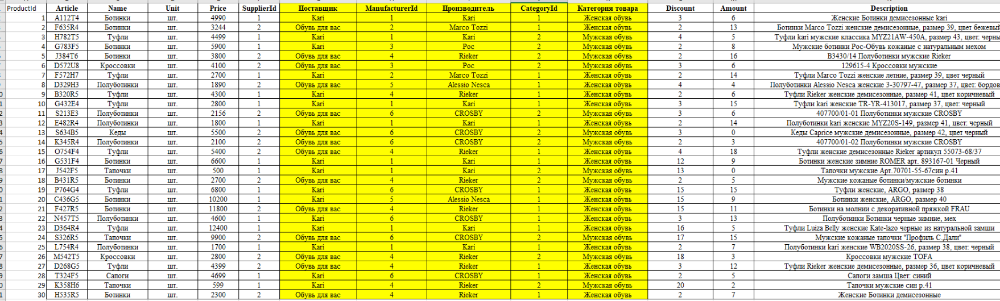 ProductId Article Name Unit Price SupplierId Поставщик ManufacturerId Производитель CategoryId Категория товара Discount Amount Description
1 A112T4 Ботинки шт. 4990 1 Kari 1 Kari 1 Женская обувь 3 6 Женские Ботинки демисезонные kari
2 F635R4 Ботинки шт. 3244 2 Обувь для вас 2 Marco Tozzi 1 Женская обувь 2 13 Ботинки Marco Tozzi женские демисезонные, размер 39, цвет бежевый
3 H782T5 Туфли шт. 4499 1 Kari 1 Kari 2 Мужская обувь 4 5 Туфли kari мужские классика MYZ21AW-450A, размер 43, цвет: черны
4 G783F5 Ботинки шт. 5900 1 Kari 3 Рос 2 Мужская обувь 2 8 Мужские ботинки Рос-Обувь кожаные с натуральным мехом
5 J384T6 Ботинки шт. 3800 2 Обувь для вас 4 Rieker 2 Мужская обувь 2 16 B3430/14 Полуботинки мужские Rieker
6 D572U8 Кроссовки шт. 4100 2 Обувь для вас 3 Рос 2 Мужская обувь 3 6 129615-4 Кроссовки мужские
7 F572H7 Туфли шт. 2700 1 Kari 2 Marco Tozzi 1 Женская обувь 2 14 Туфли Marco Tozzi женские летние, размер 39, цвет черный
8 D329H3 Полуботинки шт. 1890 2 Обувь для вас 5 Alessio Nesca 1 Женская обувь 4 4 Полуботинки Alessio Nesca женские 3-30797-47, размер 37, цвет: бордов
9 B320R5 Туфли шт. 4300 1 Kari 4 Rieker 1 Женская обувь 2 6 Туфли Rieker женские демисезонные, размер 41, цвет коричневый
10 G432E4 Туфли шт. 2800 1 Kari 1 Kari 1 Женская обувь 3 15 Туфли kari женские TR-YR-413017, размер 37, цвет: черный
11 S213E3 Полуботинки шт. 2156 2 Обувь для вас 6 CROSBY 2 Мужская обувь 3 6 407700/01-01 Полуботинки мужские CROSBY
12 E482R4 Полуботинки шт. 1800 1 Kari 1 Kari 1 Женская обувь 2 14 Полуботинки kari женские MYZ20S-149, размер 41, цвет: черный
13 S634B5 Кеды шт. 5500 2 Обувь для вас 6 CROSBY 2 Мужская обувь 3 0 Кеды Caprice мужские демисезонные, размер 42, цвет черный
14 K345R4 Полуботинки шт. 2100 2 Обувь для вас 6 CROSBY 2 Мужская обувь 2 3 407700/01-02 Полуботинки мужские CROSBY
15 O754F4 Туфли шт. 5400 2 Обувь для вас 4 Rieker 1 Женская обувь 4 18 Туфли женские демисезонные Rieker артикул 55073-68/37
16 G531F4 Ботинки шт. 6600 1 Kari 1 Kari 1 Женская обувь 12 9 Ботинки женские зимние ROMER арт. 893167-01 Черный
17 J542F5 Тапочки шт. 500 1 Kari 1 Kari 2 Мужская обувь 13 0 Тапочки мужские Арт.70701-55-67син р.41
18 B431R5 Ботинки шт. 2700 2 Обувь для вас 4 Rieker 2 Мужская обувь 2 5 Мужские кожаные ботинки/мужские ботинки
19 P764G4 Туфли шт. 6800 1 Kari 6 CROSBY 1 Женская обувь 15 15 Туфли женские, ARGO, размер 38
20 C436G5 Ботинки шт. 10200 1 Kari 5 Alessio Nesca 1 Женская обувь 15 9 Ботинки женские, ARGO, размер 40
21 F427R5 Ботинки шт. 11800 2 Обувь для вас 4 Rieker 1 Женская обувь 15 11 Ботинки на молнии с декоративной пряжкой FRAU
22 N457T5 Полуботинки шт. 4600 1 Kari 6 CROSBY 1 Женская обувь 3 13 Полуботинки Ботинки черные зимние, мех
23 D364R4 Туфли шт. 12400 1 Kari 1 Kari 1 Женская обувь 16 5 Туфли Luiza Belly женские Kate-lazo черные из натуральной замши
24 S326R5 Тапочки шт. 9900 2 Обувь для вас 6 CROSBY 2 Мужская обувь 17 15 Мужские кожаные тапочки "Профиль С.Дали"
25 L754R4 Полуботинки шт. 1700 1 Kari 1 Kari 1 Женская обувь 2 7 Полуботинки kari женские WB2020SS-26, размер 38, цвет: черный
26 M542T5 Кроссовки шт. 2800 2 Обувь для вас 4 Rieker 2 Мужская обувь 18 3 Кроссовки мужские TOFA
27 D268G5 Туфли шт. 4399 2 Обувь для вас 4 Rieker 1 Женская обувь 3 12 Туфли Rieker женские демисезонные, размер 36, цвет коричневый
28 T324F5 Сапоги шт. 4699 1 Kari 6 CROSBY 1 Женская обувь 2 5 Сапоги замша Цвет: синий
29 K358H6 Тапочки шт. 599 1 Kari 4 Rieker 2 Мужская обувь 20 2 Тапочки мужские син р.41
30 H535R5 Ботинки шт. 2300 2 Обувь для вас 4 Rieker 1 Женская обувь 2 7 Женские Ботинки демисезонные